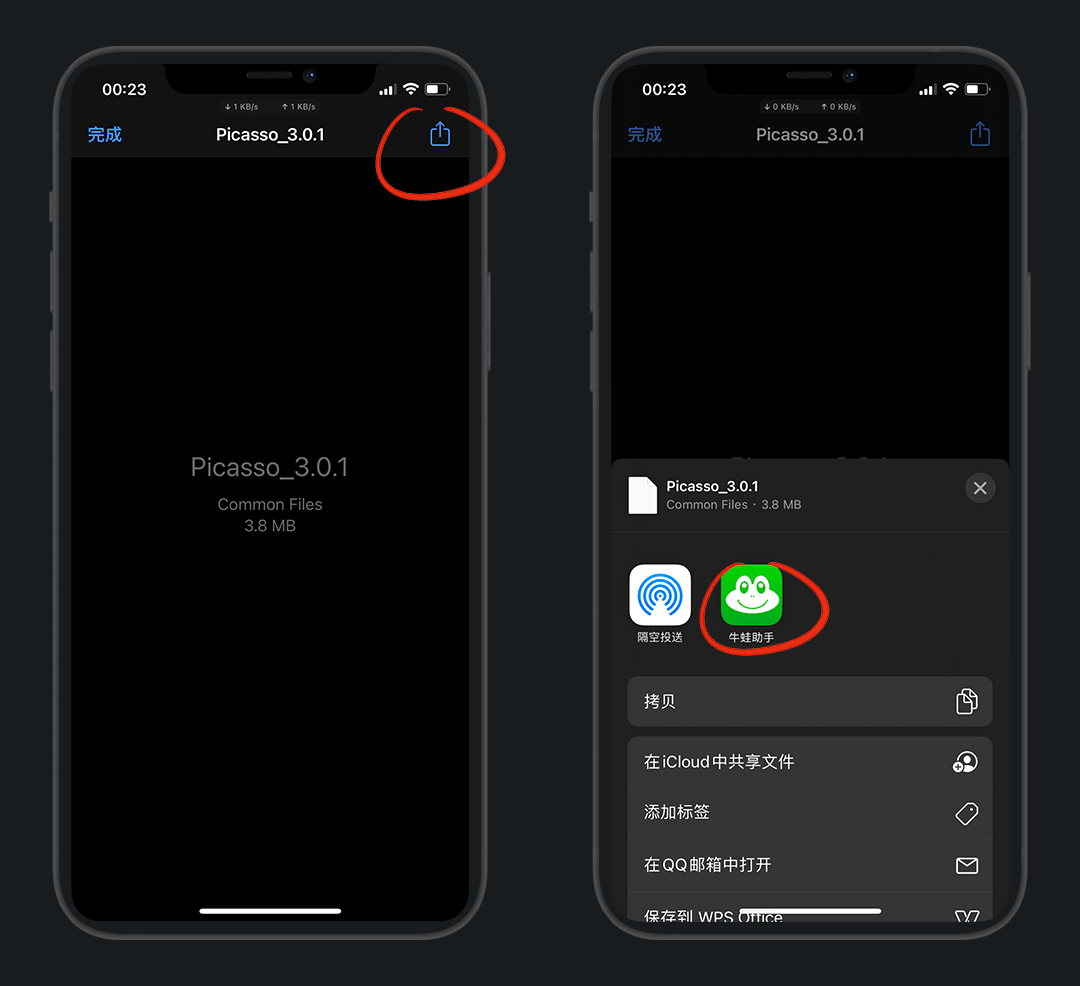 00:23
↓ 1 KB/s ↑ 1 KB/s
完成 Picasso_3.0.1
Picasso_3.0.1
Common Files
3.8 MB
00:23
↓ 0 KB/s ↑ 0 KB/s
完成 Picasso_3.0.1
Picasso_3.0.1
Common Files · 3.8 MB
隔空投送 牛蛙助手
拷贝
在iCloud中共享文件
添加标签
在QQ邮箱中打开
保存到 WPS Office